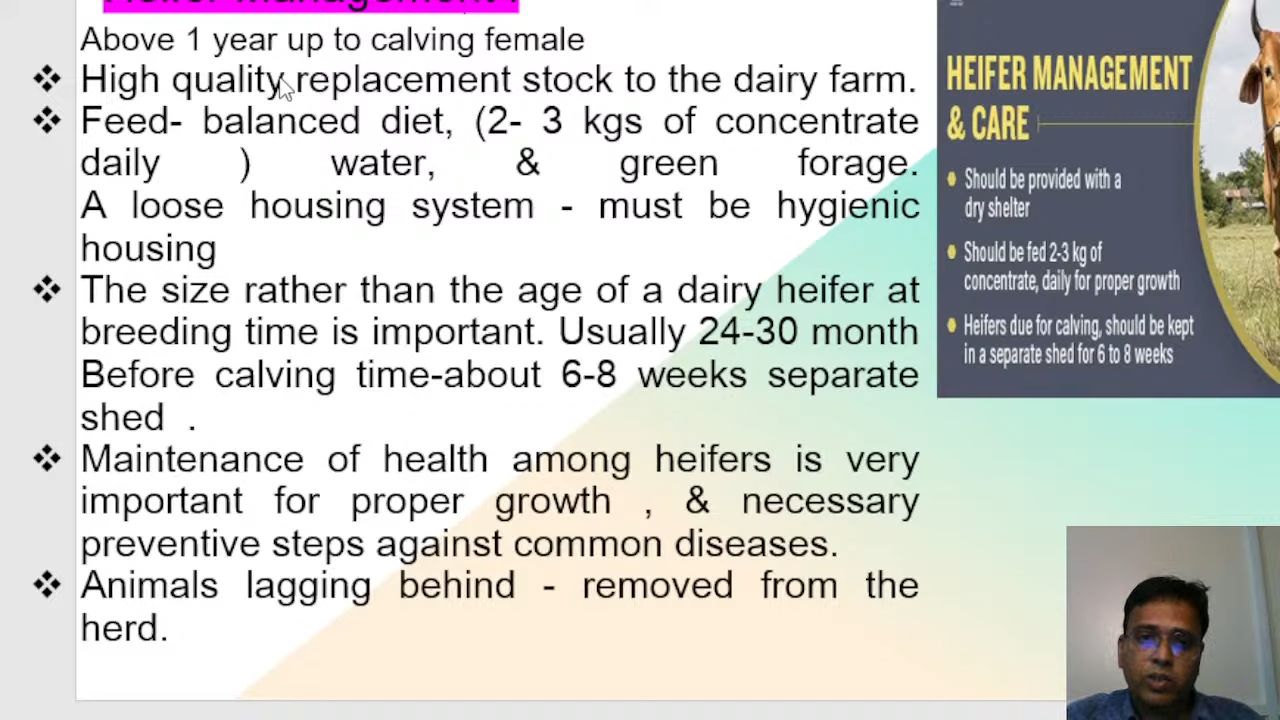 Heifer Management :
Above 1 year up to calving female
❖ High quality replacement stock to the dairy farm.
❖ Feed- balanced diet, (2- 3 kgs of concentrate
daily ) water, & green forage.
A loose housing system - must be hygienic
housing
❖ The size rather than the age of a dairy heifer at
breeding time is important. Usually 24-30 month
Before calving time-about 6-8 weeks separate
shed .
❖ Maintenance of health among heifers is very
important for proper growth , & necessary
preventive steps against common diseases.
❖ Animals lagging behind - removed from the
herd.
HEIFER MANAGEMENT
& CARE
Should be provided with a
dry shelter
Should be fed 2-3 kg of
concentrate, daily for proper growth
Heifers due for calving, should be kept
in a separate shed for 6 to 8 weeks